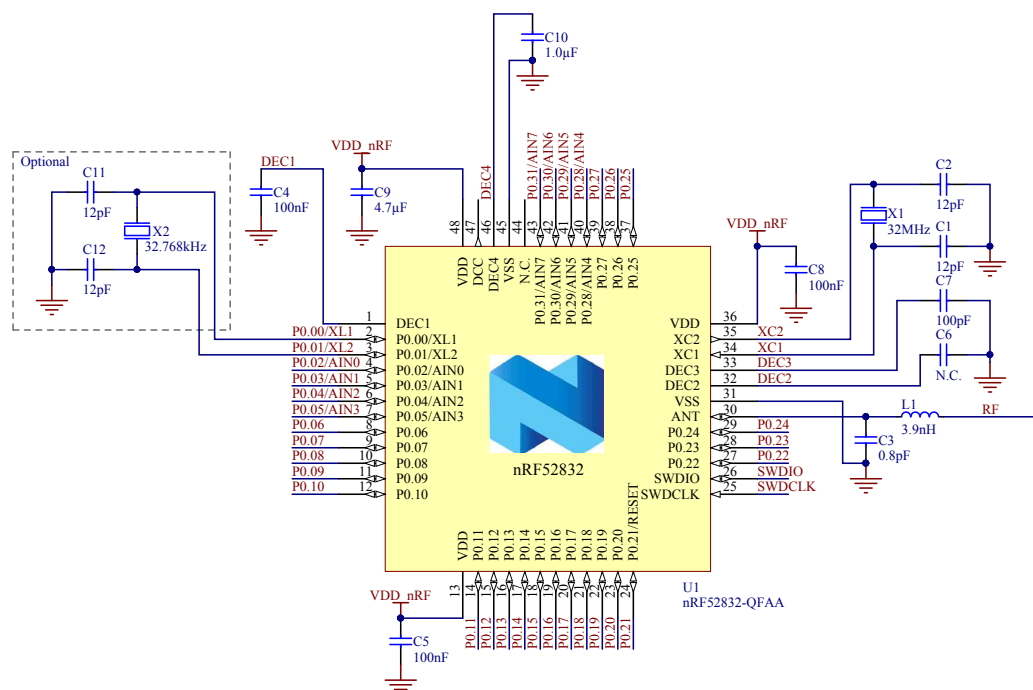 C10
1.0µF
Optional
C11
12pF
X2
32.768kHz
C12
12pF
DEC1
C4
100nF
VDD_nRF
C9
4.7µF
DEC4
P0.31/AIN7
P0.30/AIN6
P0.29/AIN5
P0.28/AIN4
P0.27
P0.26
P0.25
48
47
46
45
44
43
42
41
40
39
38
37
VDD
DCC
DEC4
VSS
N.C.
P0.31/AIN7
P0.30/AIN6
P0.29/AIN5
P0.28/AIN4
P0.27
P0.26
P0.25
VDD_nRF
C8
100nF
C2
12pF
X1
32MHz
C1
12pF
C7
100pF
C6
N.C.
1
DEC1
P0.00/XL1
2
P0.00/XL1
P0.01/XL2
3
P0.01/XL2
P0.02/AIN0
4
P0.02/AIN0
P0.03/AIN1
5
P0.03/AIN1
P0.04/AIN2
6
P0.04/AIN2
P0.05/AIN3
7
P0.05/AIN3
P0.06
8
P0.06
P0.07
9
P0.07
P0.08
10
P0.08
P0.09
11
P0.09
P0.10
12
P0.10
nRF52832
VDD
36
XC2
35
XC2
XC1
34
XC1
DEC3
33
DEC3
DEC2
32
DEC2
VSS
31
ANT
30
P0.24
29
P0.24
P0.23
28
P0.23
P0.22
27
P0.22
SWDIO
26
SWDIO
SWDCLK
25
SWDCLK
L1
3.9nH
RF
C3
0.8pF
VDD
P0.11
P0.12
P0.13
P0.14
P0.15
P0.16
P0.17
P0.18
P0.19
P0.20
P0.21/RESET
13
14
15
16
17
18
19
20
21
22
23
24
U1
nRF52832-QFAA
VDD_nRF
C5
100nF
P0.11
P0.12
P0.13
P0.14
P0.15
P0.16
P0.17
P0.18
P0.19
P0.20
P0.21